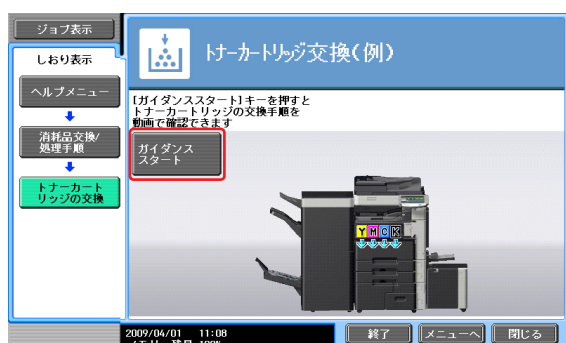 ジョブ表示
しおり表示
ヘルプメニュー
消耗品交換/
処理手順
トナーカート
リッジの交換
トナーカートリッジ交換(例)
[ガイダンススタート]キーを押すと
トナーカートリッジの交換手順を
動画で確認できます
ガイダンス
スタート
Y M C K
2009/04/01 11:08
終了
メニューへ
閉じる